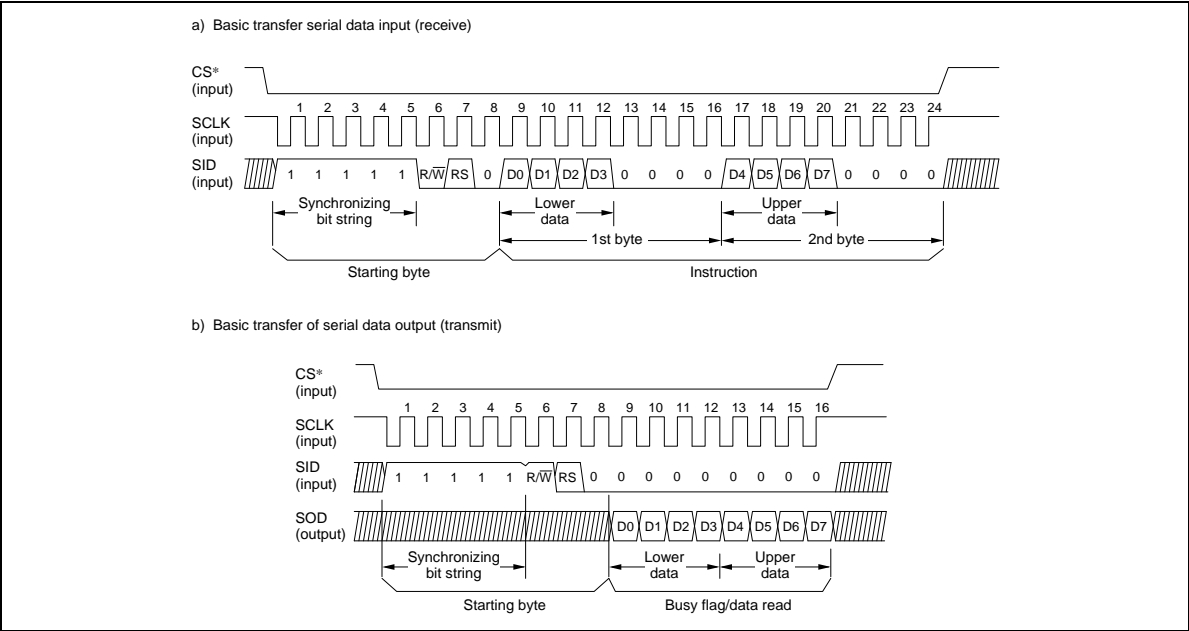 a) Basic transfer serial data input (receive)
CS*
(input)
1 2 3 4 5 6 7 8 9 10 11 12 13 14 15 16 17 18 19 20 21 22 23 24
SCLK
(input)
SID
(input)
1 1 1 1 1 R/W̅ RS 0 D0 D1 D2 D3 0 0 0 0 D4 D5 D6 D7 0 0 0 0
Synchronizing
bit string
Lower
data
Upper
data
1st byte
2nd byte
Starting byte
Instruction
b) Basic transfer of serial data output (transmit)
CS*
(input)
1 2 3 4 5 6 7 8 9 10 11 12 13 14 15 16
SCLK
(input)
SID
(input)
1 1 1 1 1 R/W̅ RS 0 0 0 0 0 0 0 0 0
SOD
(output)
D0 D1 D2 D3 D4 D5 D6 D7
Synchronizing
bit string
Lower
data
Upper
data
Starting byte
Busy flag/data read